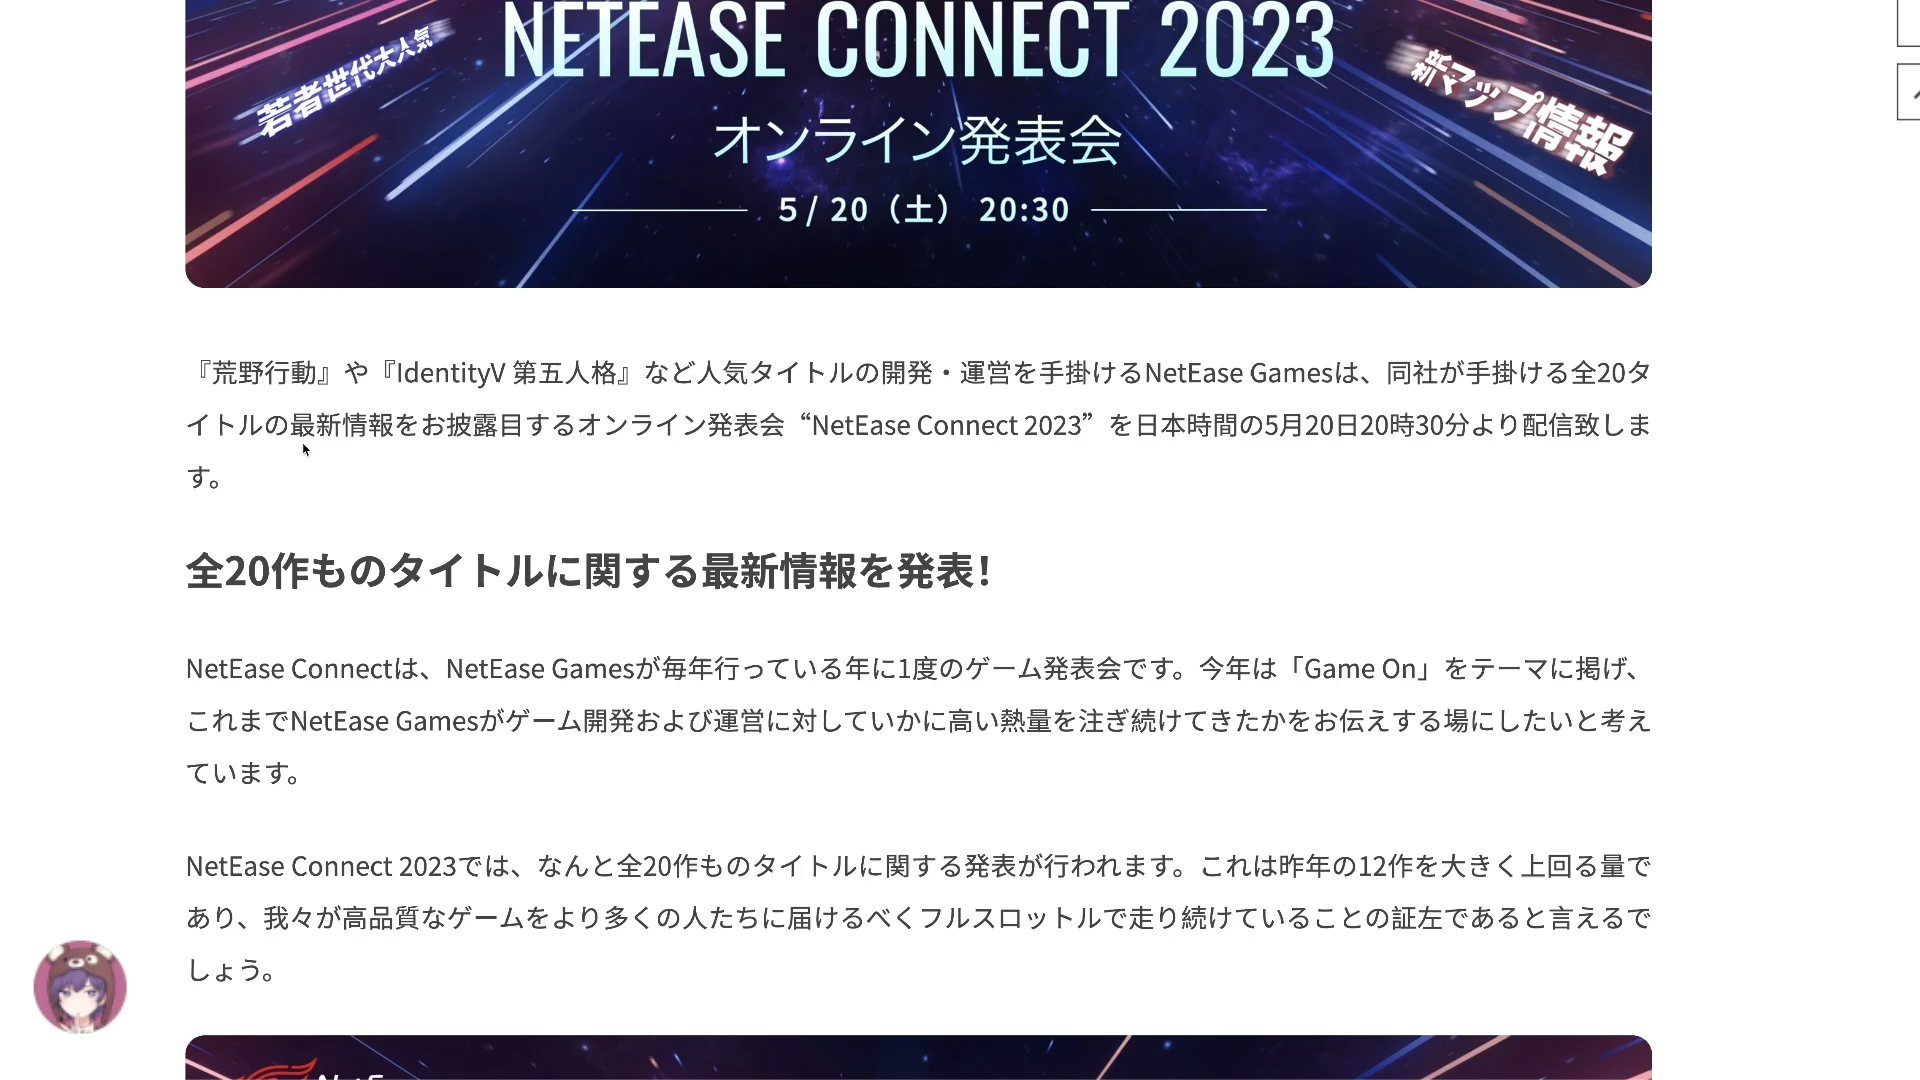 NETEASE CONNECT 2023
若者世代大人気
新マップ情報
オンライン発表会
5/20（土） 20:30
『荒野行動』や『IdentityV 第五人格』など人気タイトルの開発・運営を手掛けるNetEase Gamesは、同社が手掛ける全20タ
イトルの最新情報をお披露目するオンライン発表会“NetEase Connect 2023”を日本時間の5月20日20時30分より配信致しま
す。
全20作ものタイトルに関する最新情報を発表!
NetEase Connectは、NetEase Gamesが毎年行っている年に1度のゲーム発表会です。今年は「Game On」をテーマに掲げ、
これまでNetEase Gamesがゲーム開発および運営に対していかに高い熱量を注ぎ続けてきたかをお伝えする場にしたいと考え
ています。
NetEase Connect 2023では、なんと全20作ものタイトルに関する発表が行われます。これは昨年の12作を大きく上回る量で
あり、我々が高品質なゲームをより多くの人たちに届けるべくフルスロットルで走り続けていることの証左であると言えるで
しょう。